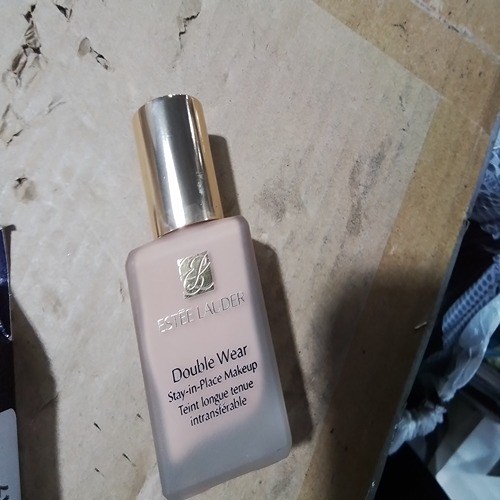 ESTĒE LAUDER
Double Wear
Stay-in-Place Makeup
Teint longue tenue
intransférable